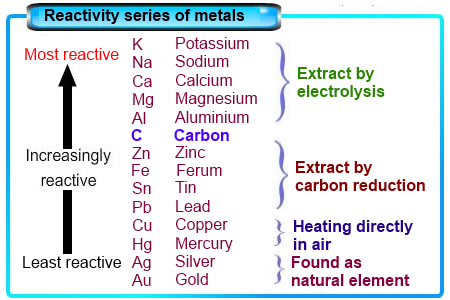 Reactivity series of metals
Most reactive
K Potassium
Na Sodium
Ca Calcium
Mg Magnesium
Al Aluminium
Extract by
electrolysis
C Carbon
Increasingly
reactive
Zn Zinc
Fe Ferum
Sn Tin
Pb Lead
Extract by
carbon reduction
Cu Copper
Hg Mercury
Heating directly
in air
Least reactive
Ag Silver
Au Gold
Found as
natural element